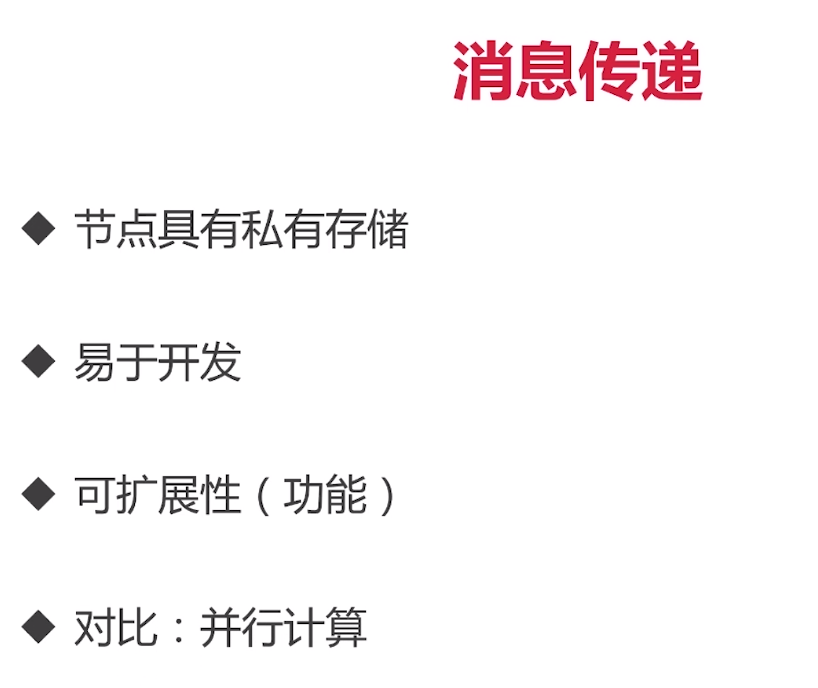 消息传递
◆ 节点具有私有存储
◆ 易于开发
◆ 可扩展性（功能）
◆ 对比：并行计算